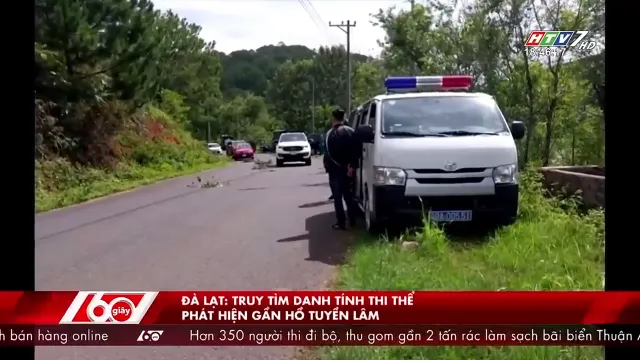 HTV7 HD
60 giây
ĐÀ LẠT: TRUY TÌM DANH TÍNH THI THỂ
PHÁT HIỆN GẦN HỒ TUYỀN LÂM
h bán hàng online
60 giây
Hơn 350 người thi đi bộ, thu gom gần 2 tấn rác làm sạch bãi biển Thuận A